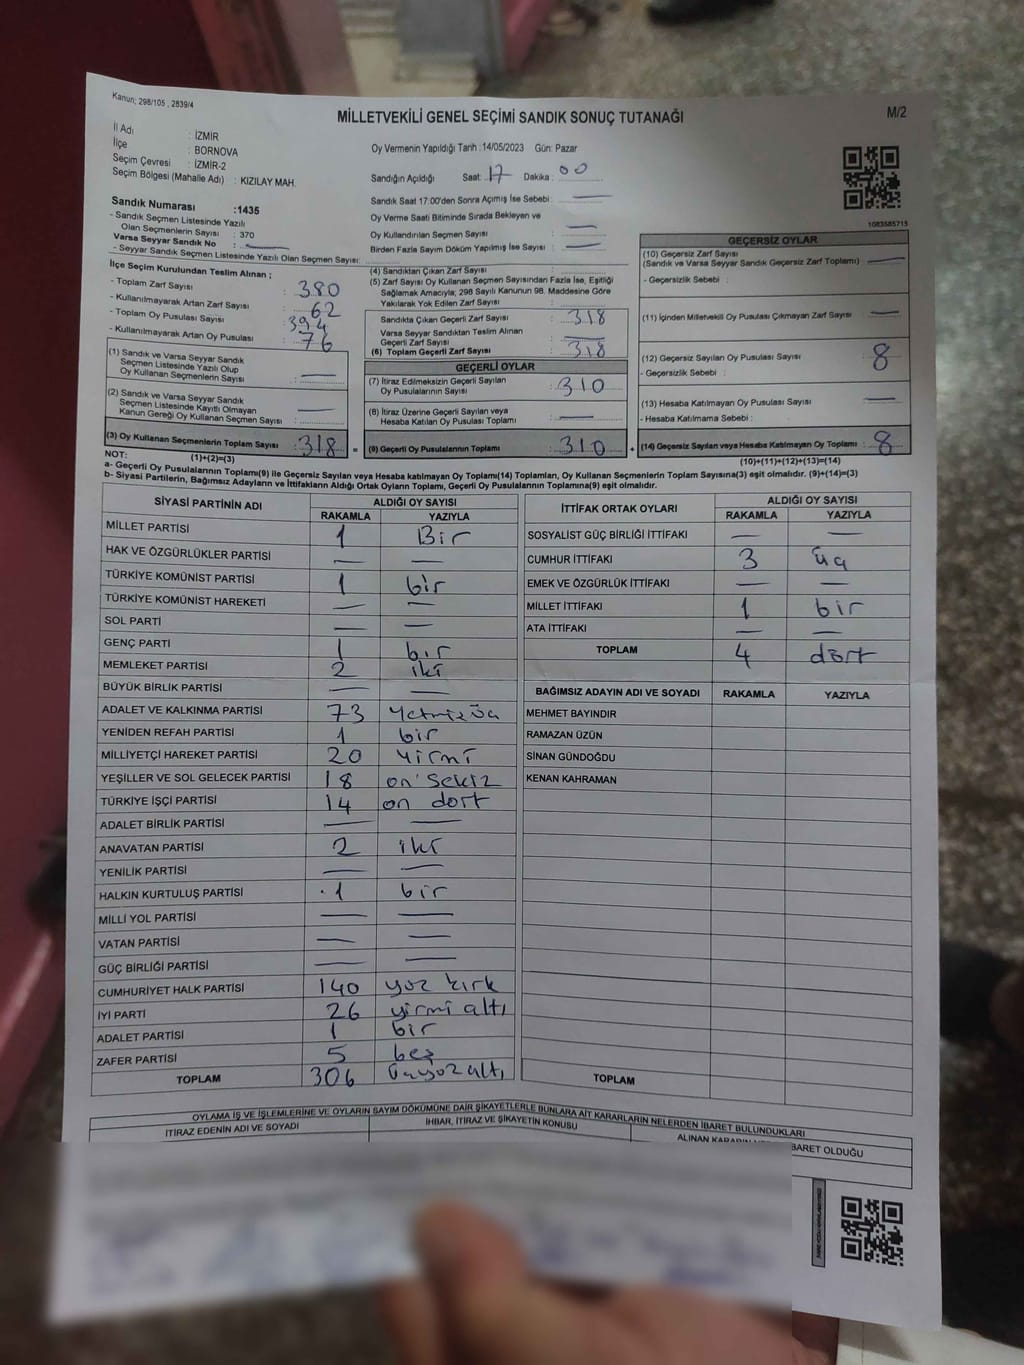 Kanun; 298/105 , 2839/4
MİLLETVEKİLİ GENEL SEÇİMİ SANDIK SONUÇ TUTANAĞI
M/2
İl Adı : İZMİR
İlçe : BORNOVA
Seçim Çevresi : İZMİR-2
Seçim Bölgesi (Mahalle Adı) : KIZILAY MAH.
Oy Vermenin Yapıldığı Tarih : 14/05/2023 Gün: Pazar
Sandığın Açıldığı Saat: 17 Dakika : 00
Sandık Saat 17:00'den Sonra Açımış İse Sebebi : —
Oy Verme Saati Bitiminde Sırada Bekleyen ve
Oy Kullandırılan Seçmen Sayısı : —
Birden Fazla Sayım Döküm Yapılmış İse Sayısı : —
1083585715
Sandık Numarası :1435
- Sandık Seçmen Listesinde Yazılı
Olan Seçmenlerin Sayısı : 370
Varsa Seyyar Sandık No : —
- Seyyar Sandık Seçmen Listesinde Yazılı Olan Seçmen Sayısı:
İlçe Seçim Kurulundan Teslim Alınan ;
- Toplam Zarf Sayısı : 380
- Kullanılmayarak Artan Zarf Sayısı : 62
- Toplam Oy Pusulası Sayısı : 394
- Kullanılmayarak Artan Oy Pusulası : 76
(1) Sandık ve Varsa Seyyar Sandık
Seçmen Listesinde Yazılı Olup
Oy Kullanan Seçmenlerin Sayısı : —
(2) Sandık ve Varsa Seyyar Sandık
Seçmen Listesinde Kayıtlı Olmayan
Kanun Gereği Oy Kullanan Seçmen Sayısı : —
(3) Oy Kullanan Seçmenlerin Toplam Sayısı : 318 =
(1)+(2)=(3)
(4) Sandıktan Çıkan Zarf Sayısı :
(5) Zarf Sayısı Oy Kullanan Seçmen Sayısından Fazla İse, Eşitliği
Sağlamak Amacıyla; 298 Sayılı Kanunun 98. Maddesine Göre
Yakılarak Yok Edilen Zarf Sayısı :
Sandıkta Çıkan Geçerli Zarf Sayısı : 318
Varsa Seyyar Sandıktan Teslim Alınan
Geçerli Zarf Sayısı : —
(6) Toplam Geçerli Zarf Sayısı : 318
GEÇERLİ OYLAR
(7) İtiraz Edilmeksizin Geçerli Sayılan
Oy Pusulalarının Sayısı : 310
(8) İtiraz Üzerine Geçerli Sayılan veya
Hesaba Katılan Oy Pusulası Toplamı : —
(9) Geçerli Oy Pusulalarının Toplamı : 310 +
GEÇERSİZ OYLAR
(10) Geçersiz Zarf Sayısı
(Sandık ve Varsa Seyyar Sandık Geçersiz Zarf Toplamı) : —
- Geçersizlik Sebebi :
(11) İçinden Milletvekili Oy Pusulası Çıkmayan Zarf Sayısı : —
(12) Geçersiz Sayılan Oy Pusulası Sayısı : 8
- Geçersizlik Sebebi :
(13) Hesaba Katılmayan Oy Pusulası Sayısı : —
- Hesaba Katılmama Sebebi :
(14) Geçersiz Sayılan veya Hesaba Katılmayan Oy Toplamı : 8
(10)+(11)+(12)+(13)=(14)
NOT:
a- Geçerli Oy Pusulalarının Toplamı(9) ile Geçersiz Sayılan veya Hesaba katılmayan Oy Toplamı(14) Toplamları, Oy Kullanan Seçmenlerin Toplam Sayısına(3) eşit olmalıdır. (9)+(14)=(3)
b- Siyasi Partilerin, Bağımsız Adayların ve İttifakların Aldığı Ortak Oyların Toplamı, Geçerli Oy Pusulalarının Toplamına(9) eşit olmalıdır.
SİYASİ PARTİNİN ADI ALDIĞI OY SAYISI
RAKAMLA YAZIYLA
MİLLET PARTİSİ 1 Bir
HAK VE ÖZGÜRLÜKLER PARTİSİ — —
TÜRKİYE KOMÜNİST PARTİSİ 1 bir
TÜRKİYE KOMÜNİST HAREKETİ — —
SOL PARTİ — —
GENÇ PARTİ 1 bir
MEMLEKET PARTİSİ 2 iki
BÜYÜK BİRLİK PARTİSİ — —
ADALET VE KALKINMA PARTİSİ 73 Yetmişüç
YENİDEN REFAH PARTİSİ 1 bir
MİLLİYETÇİ HAREKET PARTİSİ 20 Yirmi
YEŞİLLER VE SOL GELECEK PARTİSİ 18 on sekiz
TÜRKİYE İŞÇİ PARTİSİ 14 on dört
ADALET BİRLİK PARTİSİ — —
ANAVATAN PARTİSİ 2 iki
YENİLİK PARTİSİ — —
HALKIN KURTULUŞ PARTİSİ 1 bir
MİLLİ YOL PARTİSİ — —
VATAN PARTİSİ — —
GÜÇ BİRLİĞİ PARTİSİ — —
CUMHURİYET HALK PARTİSİ 140 yüz kırk
İYİ PARTİ 26 yirmi altı
ADALET PARTİSİ 1 bir
ZAFER PARTİSİ 5 beş
TOPLAM 306 üçyüzaltı
İTTİFAK ORTAK OYLARI ALDIĞI OY SAYISI
RAKAMLA YAZIYLA
SOSYALİST GÜÇ BİRLİĞİ İTTİFAKI — —
CUMHUR İTTİFAKI 3 üç
EMEK VE ÖZGÜRLÜK İTTİFAKI — —
MİLLET İTTİFAKI 1 bir
ATA İTTİFAKI — —
TOPLAM 4 dört
BAĞIMSIZ ADAYIN ADI VE SOYADI RAKAMLA YAZIYLA
MEHMET BAYINDIR
RAMAZAN ÜZÜN
SİNAN GÜNDOĞDU
KENAN KAHRAMAN
TOPLAM
OYLAMA İŞ VE İŞLEMLERİNE VE OYLARIN SAYIM DÖKÜMÜNE DAİR ŞİKAYETLERLE BUNLARA AİT KARARLARIN NELERDEN İBARET BULUNDUKLARI
İTİRAZ EDENİN ADI VE SOYADI İHBAR, İTİRAZ VE ŞİKAYETİN KONUSU ALINAN BARET OLDUĞU